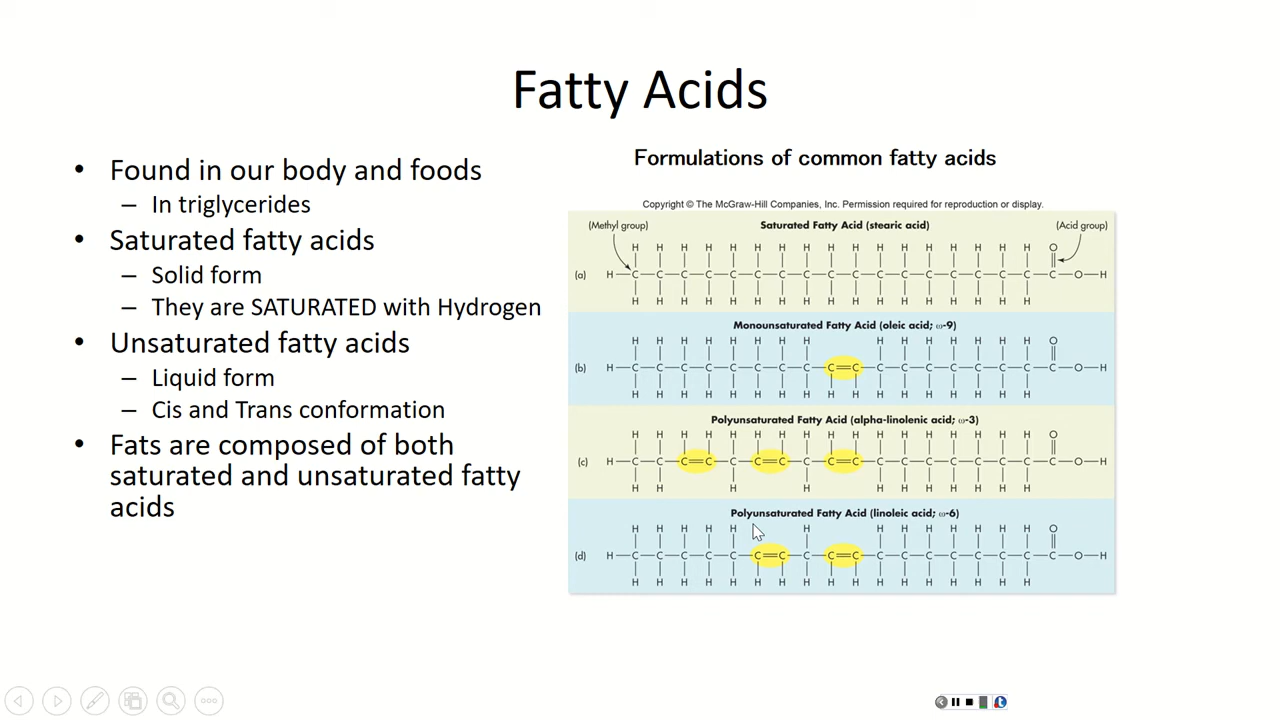 Fatty Acids
• Found in our body and foods
– In triglycerides
• Saturated fatty acids
– Solid form
– They are SATURATED with Hydrogen
• Unsaturated fatty acids
– Liquid form
– Cis and Trans conformation
• Fats are composed of both
saturated and unsaturated fatty
acids
Formulations of common fatty acids
Copyright © The McGraw-Hill Companies, Inc. Permission required for reproduction or display.
(Methyl group) Saturated Fatty Acid (stearic acid) (Acid group)
H H H H H H H H H H H H H H H H H O
(a) H—C—C—C—C—C—C—C—C—C—C—C—C—C—C—C—C—C—C—O—H
H H H H H H H H H H H H H H H H H
Monounsaturated Fatty Acid (oleic acid; ω-9)
H H H H H H H H H H H H H H H O
(b) H—C—C—C—C—C—C—C—C—C=C—C—C—C—C—C—C—C—C—O—H
H H H H H H H H H H H H H H H H H
Polyunsaturated Fatty Acid (alpha-linolenic acid; ω-3)
H H H H H H H H H H H H H H H H H O
(c) H—C—C—C=C—C—C=C—C—C=C—C—C—C—C—C—C—C—C—O—H
H H H H H H H H H H H
Polyunsaturated Fatty Acid (linoleic acid; ω-6)
H H H H H H H H H H H H H O
(d) H—C—C—C—C—C—C=C—C—C=C—C—C—C—C—C—C—C—C—O—H
H H H H H H H H H H H H H H H H H